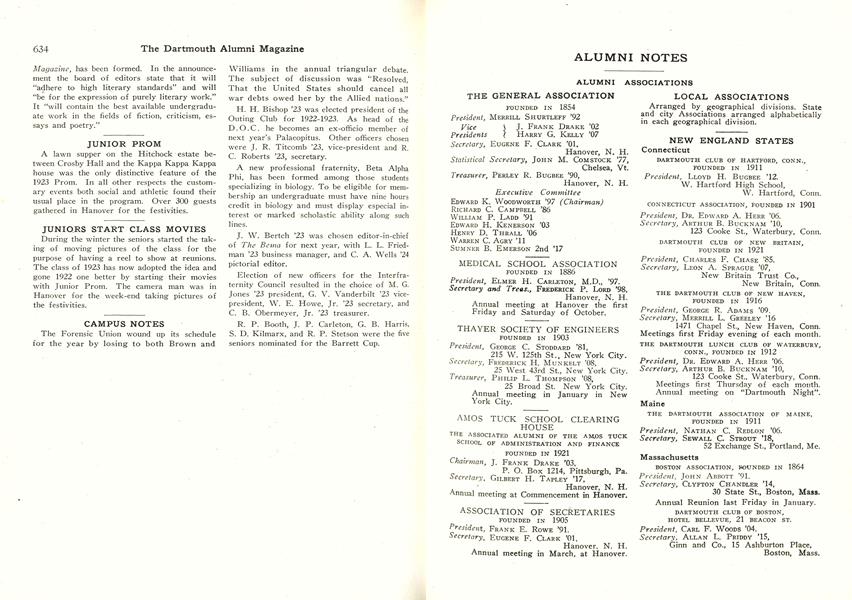 634
The Dartmouth Alumni Magazine
Magazine, has been formed. In the announce-
ment the board of editors state that it will
"adhere to high literary standards" and will
"be for the expression of purely literary work."
It "will contain the best available undergradu-
ate work in the fields of fiction, criticism, es-
says and poetry."
JUNIOR PROM
A lawn supper on the Hitchock estate be-
tween Crosby Hall and the Kappa Kappa Kappa
house was the only distinctive feature of the
1923 Prom. In all other respects the custom-
ary events both social and athletic found their
usual place in the program. Over 300 guests
gathered in Hanover for the festivities.
JUNIORS START CLASS MOVIES
During the winter the seniors started the tak-
ing of moving pictures of the class for the
purpose of having a reel to show at reunions.
The class of 1923 has now adopted the idea and
gone 1922 one better by starting their movies
with Junior Prom. The camera man was in
Hanover for the week-end taking pictures of
the festivities.
CAMPUS NOTES
The Forensic Union wound up its schedule
for the year by losing to both Brown and
Williams in the annual triangular debate.
The subject of discussion was "Resolved,
That the United States should cancel all
war debts owed her by the Allied nations."
H. H. Bishop '23 was elected president of the
Outing Club for 1922-1923. As head of the
D.O.C. he becomes an ex-officio member of
next year's Palaeopitus. Other officers chosen
were J. R. Titcomb '23, vice-president and R.
C. Roberts '23, secretary.
A new professional fraternity, Beta Alpha
Phi, has been formed among those students
specializing in biology. To be eligible for mem-
bership an undergraduate must have nine hours
credit in biology and must display especial in-
terest or marked scholastic ability along such
lines.
J. W. Bertch '23 was chosen editor-in-chief
of The Bema for next year, with L. L. Fried-
man '23 business manager, and C. A. Wells '24
pictorial editor.
Election of new officers for the Interfra-
ternity Council resulted in the choice of M. G.
Jones '23 president, G. V. Vanderbilt '23 vice-
president, W. E. Howe, Jr. '23 secretary, and
C. B. Obermeyer, Jr. '23 treasurer.
R. P. Booth, J. P. Carleton, G. B. Harris,
S. D. Kilmarx, and R. P. Stetson were the five
seniors nominated for the Barrett Cup.
ALUMNI NOTES
ALUMNI ASSOCIATIONS
THE GENERAL ASSOCIATION
FOUNDED IN 1854
President, MERRILL SHURTLEFF '92
Vice } J. FRANK DRAKE '02
Presidents { HARRY G. KELLY '07
Secretary, EUGENE F. CLARK '01,
Hanover, N. H.
Statistical Secretary, JOHN M. COMSTOCK '77,
Chelsea, Vt.
Treasurer, PERLEY R. BUGBEE '90,
Hanover, N. H.
Executive Committee
EDWARD K. WOODWORTH '97 (Chairman)
RICHARD C. CAMPBELL '86
WILLIAM P. LADD '91
EDWARD H. KENERSON '03
HENRY D. THRALL '06
WARREN C. AGRY '11
SUMNER B. EMERSON 2nd '17
MEDICAL SCHOOL ASSOCIATION
FOUNDED IN 1886
President, ELMER H. CARLETON, M.D., '97.
Secretary and Treas., FREDERICK P. LORD '98,
Hanover, N. H.
Annual meeting at Hanover the first
Friday and Saturday of October.
THAYER SOCIETY OF ENGINEERS
FOUNDED IN 1903
President, GEORGE C. STODDARD '81,
215 W. 125th St., New York City.
Secretary, FREDERICK H. MUNKELT '08,
25 West 43rd St., New York City.
Treasurer, PHILIP L. THOMPSON '08,
25 Broad St. New York City.
Annual meeting in January in New
York City.
AMOS TUCK SCHOOL CLEARING
HOUSE
THE ASSOCIATED ALUMNI OF THE AMOS TUCK
SCHOOL OF ADMINISTRATION AND FINANCE
FOUNDED IN 1921
Chairman, J. FRANK DRAKE '03,
P. O. Box 1214, Pittsburgh, Pa.
Secretary, GILBERT H. TAPLEY '17,
Hanover, N. H.
Annual meeting at Commencement in Hanover.
ASSOCIATION OF SECRETARIES
FOUNDED IN 1905
President, FRANK E. ROWE '91.
Secretary, EUGENE F. CLARK '01,
Hanover, N. H.
Annual meeting in March, at Hanover.
LOCAL ASSOCIATIONS
Arranged by geographical divisions. State
and city Associations arranged alphabetically
in each geographical division.
NEW ENGLAND STATES
Connecticut
DARTMOUTH CLUB OF HARTFORD, CONN.,
FOUNDED IN 1911
President, LLOYD H. BUGBEE '12.
W. Hartford High School,
W. Hartford, Conn.
CONNECTICUT ASSOCIATION, FOUNDED IN 1901
President, DR. EDWARD A. HERR '06.
Secretary, ARTHUR B. BUCKNAM '10,
123 Cooke St., Waterbury, Conn.
DARTMOUTH CLUB OF NEW BRITAIN,
FOUNDED IN 1921
President, CHARLES F. CHASE '85.
Secretary, LEON A. SPRAGUE '07,
New Britain Trust Co.,
New Britain, Conn.
THE DARTMOUTH CLUB OF NEW HAVEN,
FOUNDED IN 1916
President, GEORGE R. ADAMS '09.
Secretary, MERRILL L. GREELEY '16
1471 Chapel St., New Haven, Conn.
Meetings first Friday evening of each month.
THE DARTMOUTH LUNCH CLUB OF WATERBURY,
CONN., FOUNDED IN 1912
President, DR. EDWARD A. HERR '06.
Secretary, ARTHUR B. BUCKNAM '10,
123 Cooke St., Waterbury, Conn.
Meetings first Thursday of each month.
Annual meeting on "Dartmouth Night".
Maine
THE DARTMOUTH ASSOCIATION OF MAINE,
FOUNDED IN 1911
President, NATHAN C. REDLON '06.
Secretary, SEWALL C. STROUT '18,
52 Exchange St., Portland, Me.
Massachusetts
BOSTON ASSOCIATION, FOUNDED IN 1864
President, JOHN ABBOTT '91.
Secretary, CLYFTON CHANDLER '14,
30 State St., Boston, Mass.
Annual Reunion last Friday in January.
DARTMOUTH CLUB OF BOSTON,
HOTEL BELLEVUE, 21 BEACON ST.
President, CARL F. WOODS '04,
Secretary, ALLAN L. PRIDDY '15,
Ginn and Co., 15 Ashburton Place,
Boston, Mass.